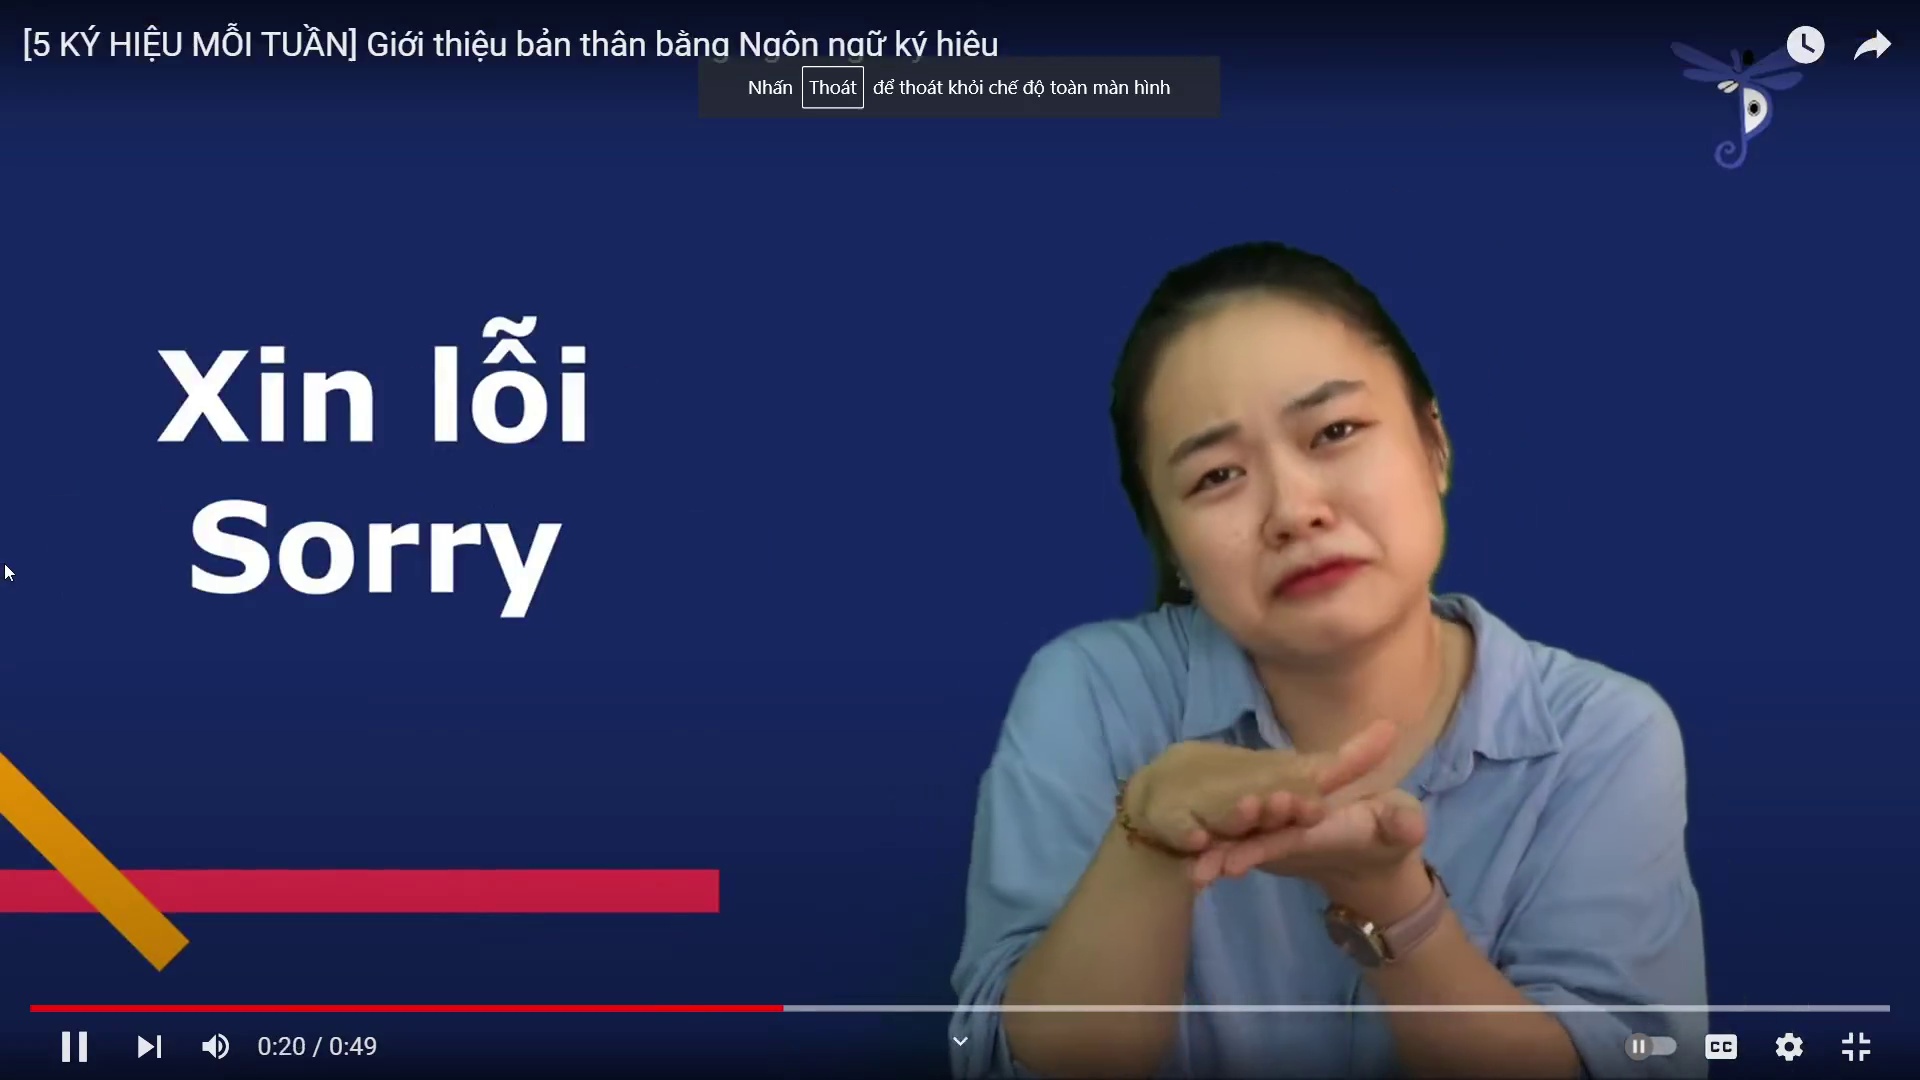 [5 KÝ HIỆU MỖI TUẦN] Giới thiệu bản thân bằng Ngôn ngữ ký hiệu
Nhấn Thoát để thoát khỏi chế độ toàn màn hình
Xin lỗi
Sorry
0:20 / 0:49
CC